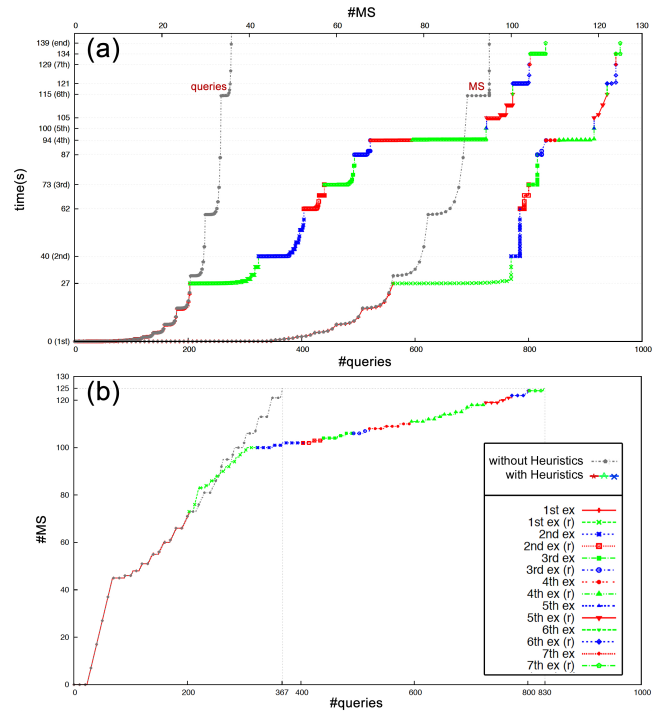 #MS
0 20 40 60 80 100 120 130
(a)
139 (end)
134
129 (7th)
121
115 (6th)
105
100 (5th)
94 (4th)
87
73 (3rd)
62
40 (2nd)
27
0 (1st)
time(s)
queries
MS
0 200 400 600 800 1000
#queries
(b)
130
125
120
100
80
60
40
20
0
#MS
without Heuristics
with Heuristics
1st ex
1st ex (r)
2nd ex
2nd ex (r)
3rd ex
3rd ex (r)
4th ex
4th ex (r)
5th ex
5th ex (r)
6th ex
6th ex (r)
7th ex
7th ex (r)
0 200 367 400 600 800 830 1000
#queries